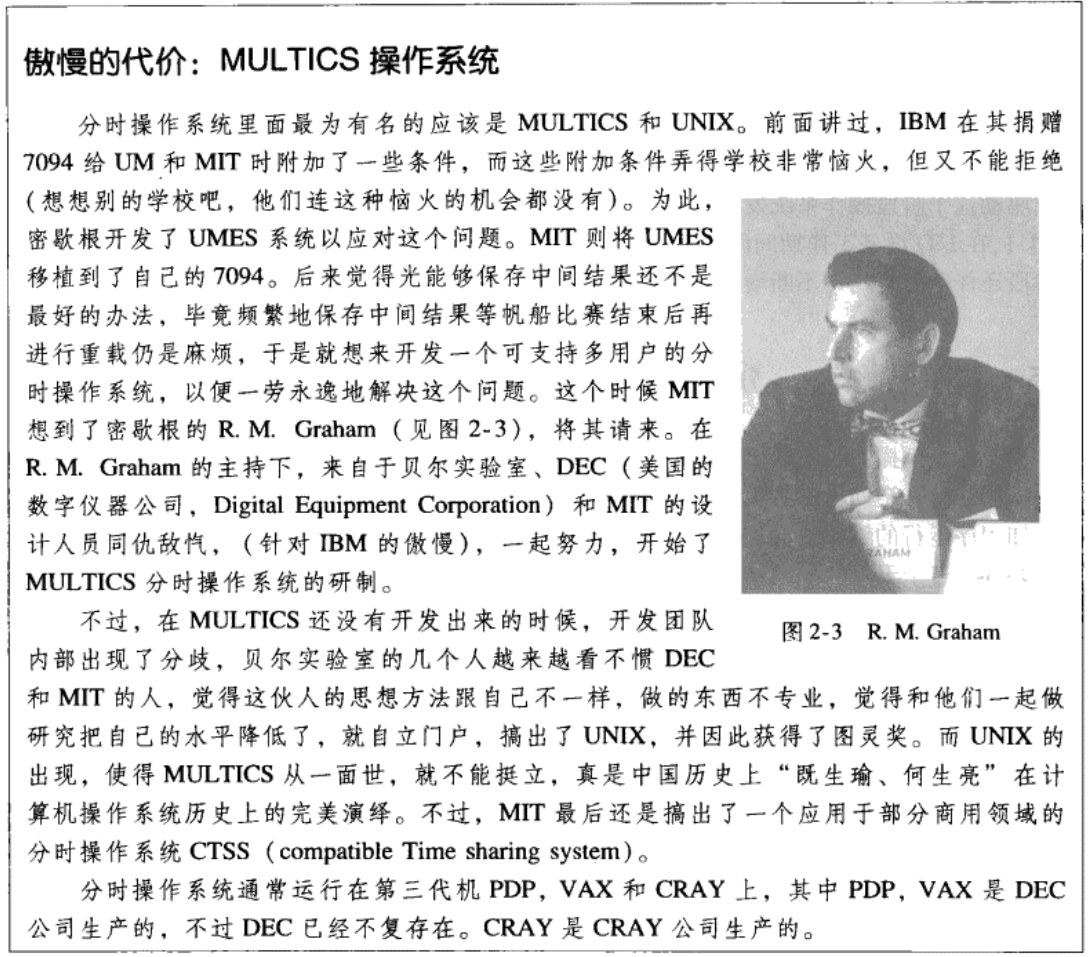 傲慢的代价：MULTICS 操作系统
分时操作系统里面最为有名的应该是 MULTICS 和 UNIX。前面讲过，IBM 在其捐赠
7094 给 UM 和 MIT 时附加了一些条件，而这些附加条件弄得学校非常恼火，但又不能拒绝
（想想别的学校吧，他们连这种恼火的机会都没有）。为此，
密歇根开发了 UMES 系统以应对这个问题。MIT 则将 UMES
移植到了自己的 7094。后来觉得光能够保存中间结果还不是
最好的办法，毕竟频繁地保存中间结果等帆船比赛结束后再
进行重载仍是麻烦，于是就想来开发一个可支持多用户的分
时操作系统，以便一劳永逸地解决这个问题。这个时候 MIT
想到了密歇根的 R. M. Graham（见图 2-3），将其请来。在
R. M. Graham 的主持下，来自于贝尔实验室、DEC（美国的
数字仪器公司，Digital Equipment Corporation）和 MIT 的设
计人员同仇敌忾，（针对 IBM 的傲慢），一起努力，开始了
MULTICS 分时操作系统的研制。
不过，在 MULTICS 还没有开发出来的时候，开发团队
内部出现了分歧，贝尔实验室的几个人越来越看不惯 DEC
和 MIT 的人，觉得这伙人的思想方法跟自己不一样，做的东西不专业，觉得和他们一起做
研究把自己的水平降低了，就自立门户，搞出了 UNIX，并因此获得了图灵奖。而 UNIX 的
出现，使得 MULTICS 从一面世，就不能挺立，真是中国历史上“既生瑜、何生亮”在计
算机操作系统历史上的完美演绎。不过，MIT 最后还是搞出了一个应用于部分商用领域的
分时操作系统 CTSS（compatible Time sharing system）。
分时操作系统通常运行在第三代机 PDP，VAX 和 CRAY 上，其中 PDP，VAX 是 DEC
公司生产的，不过 DEC 已经不复存在。CRAY 是 CRAY 公司生产的。
GRAHAM
图 2-3 R. M. Graham